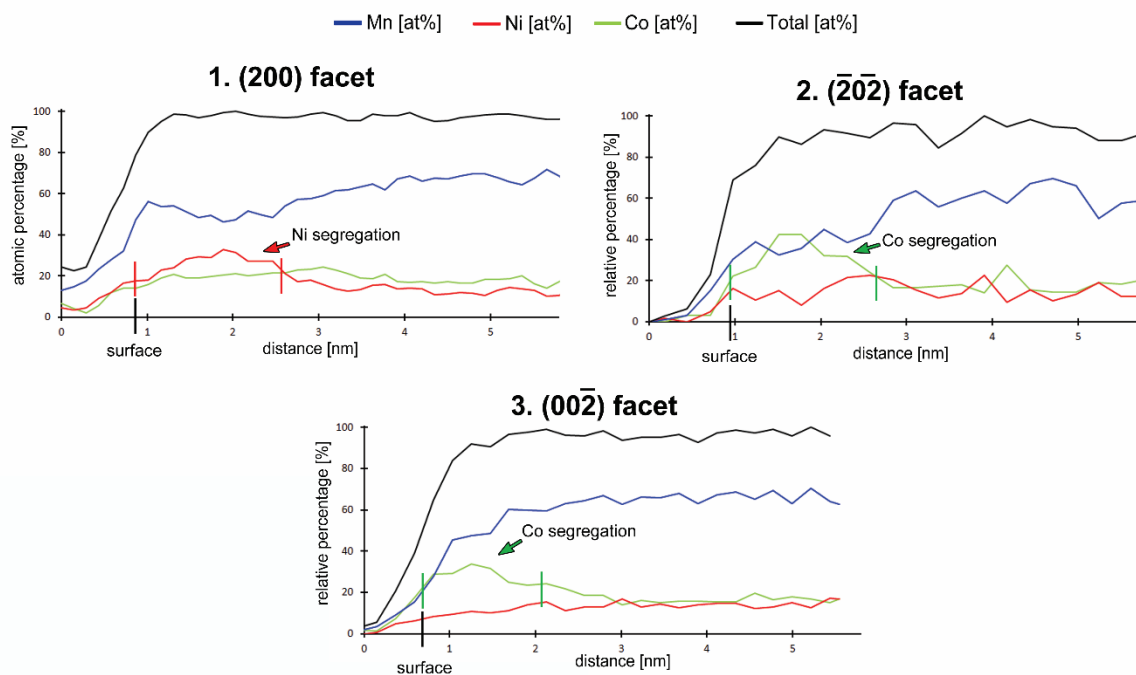 Mn [at%] Ni [at%] Co [at%] Total [at%]
1. (200) facet
100
80
60
40
20
0
atomic percentage [%]
Ni segregation
0 1 2 3 4 5
surface
distance [nm]
2. (2̅02̅) facet
100
80
60
40
20
0
relative percentage [%]
Co segregation
0 1 2 3 4 5
surface
distance [nm]
3. (002̅) facet
100
80
60
40
20
0
relative percentage [%]
Co segregation
0 1 2 3 4 5
surface
distance [nm]